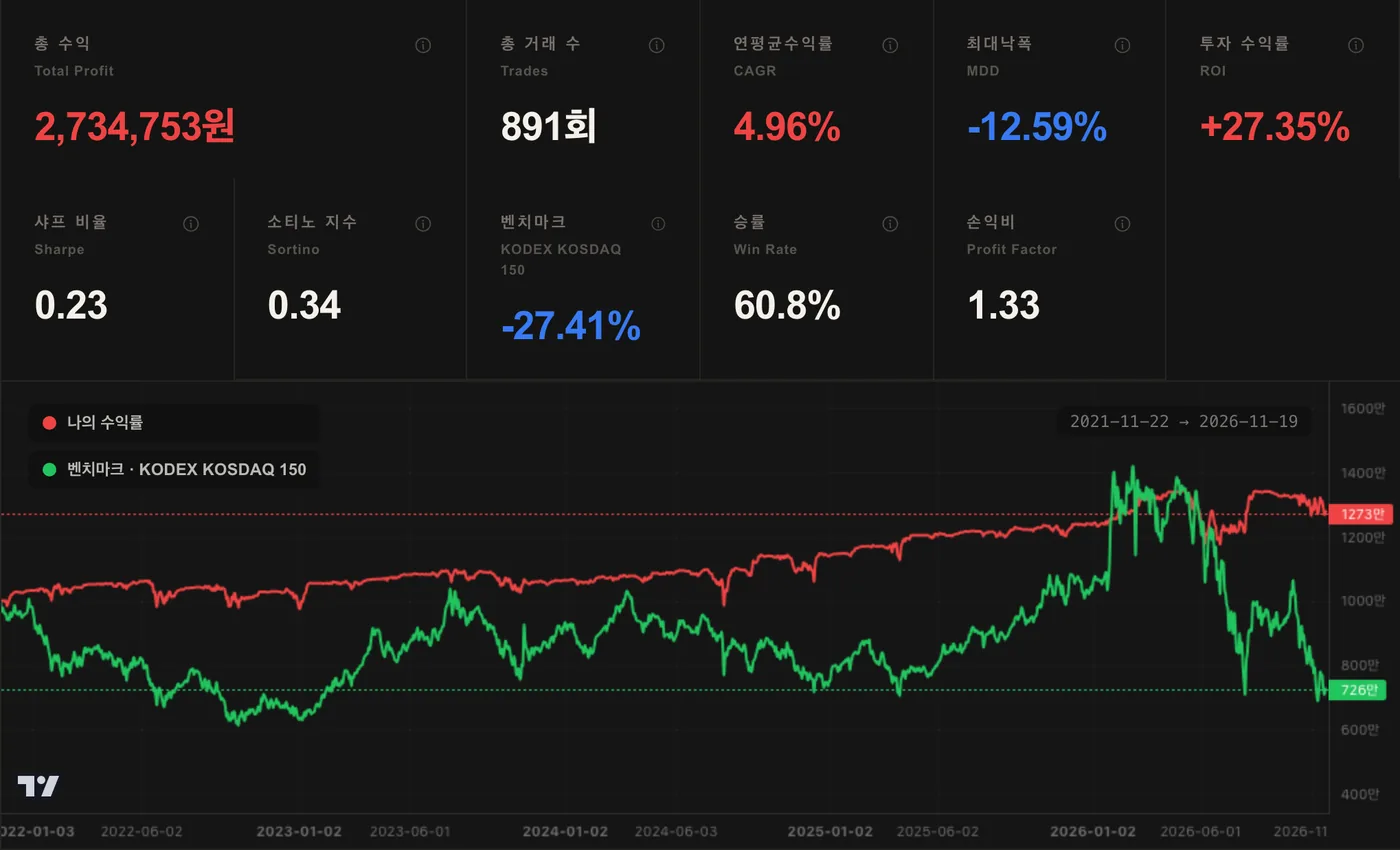 총 수익
Total Profit
2,734,753원
총 거래 수
Trades
891회
연평균수익률
CAGR
4.96%
최대낙폭
MDD
-12.59%
투자 수익률
ROI
+27.35%
샤프 비율
Sharpe
0.23
소티노 지수
Sortino
0.34
벤치마크
KODEX KOSDAQ
150
-27.41%
승률
Win Rate
60.8%
손익비
Profit Factor
1.33
나의 수익률
벤치마크 · KODEX KOSDAQ 150
2021-11-22 → 2026-11-19
1600만
1400만
1273만
1200만
1000만
800만
726만
600만
400만
022-01-03
2022-06-02
2023-01-02
2023-06-01
2024-01-02
2024-06-03
2025-01-02
2025-06-02
2026-01-02
2026-06-01
2026-11